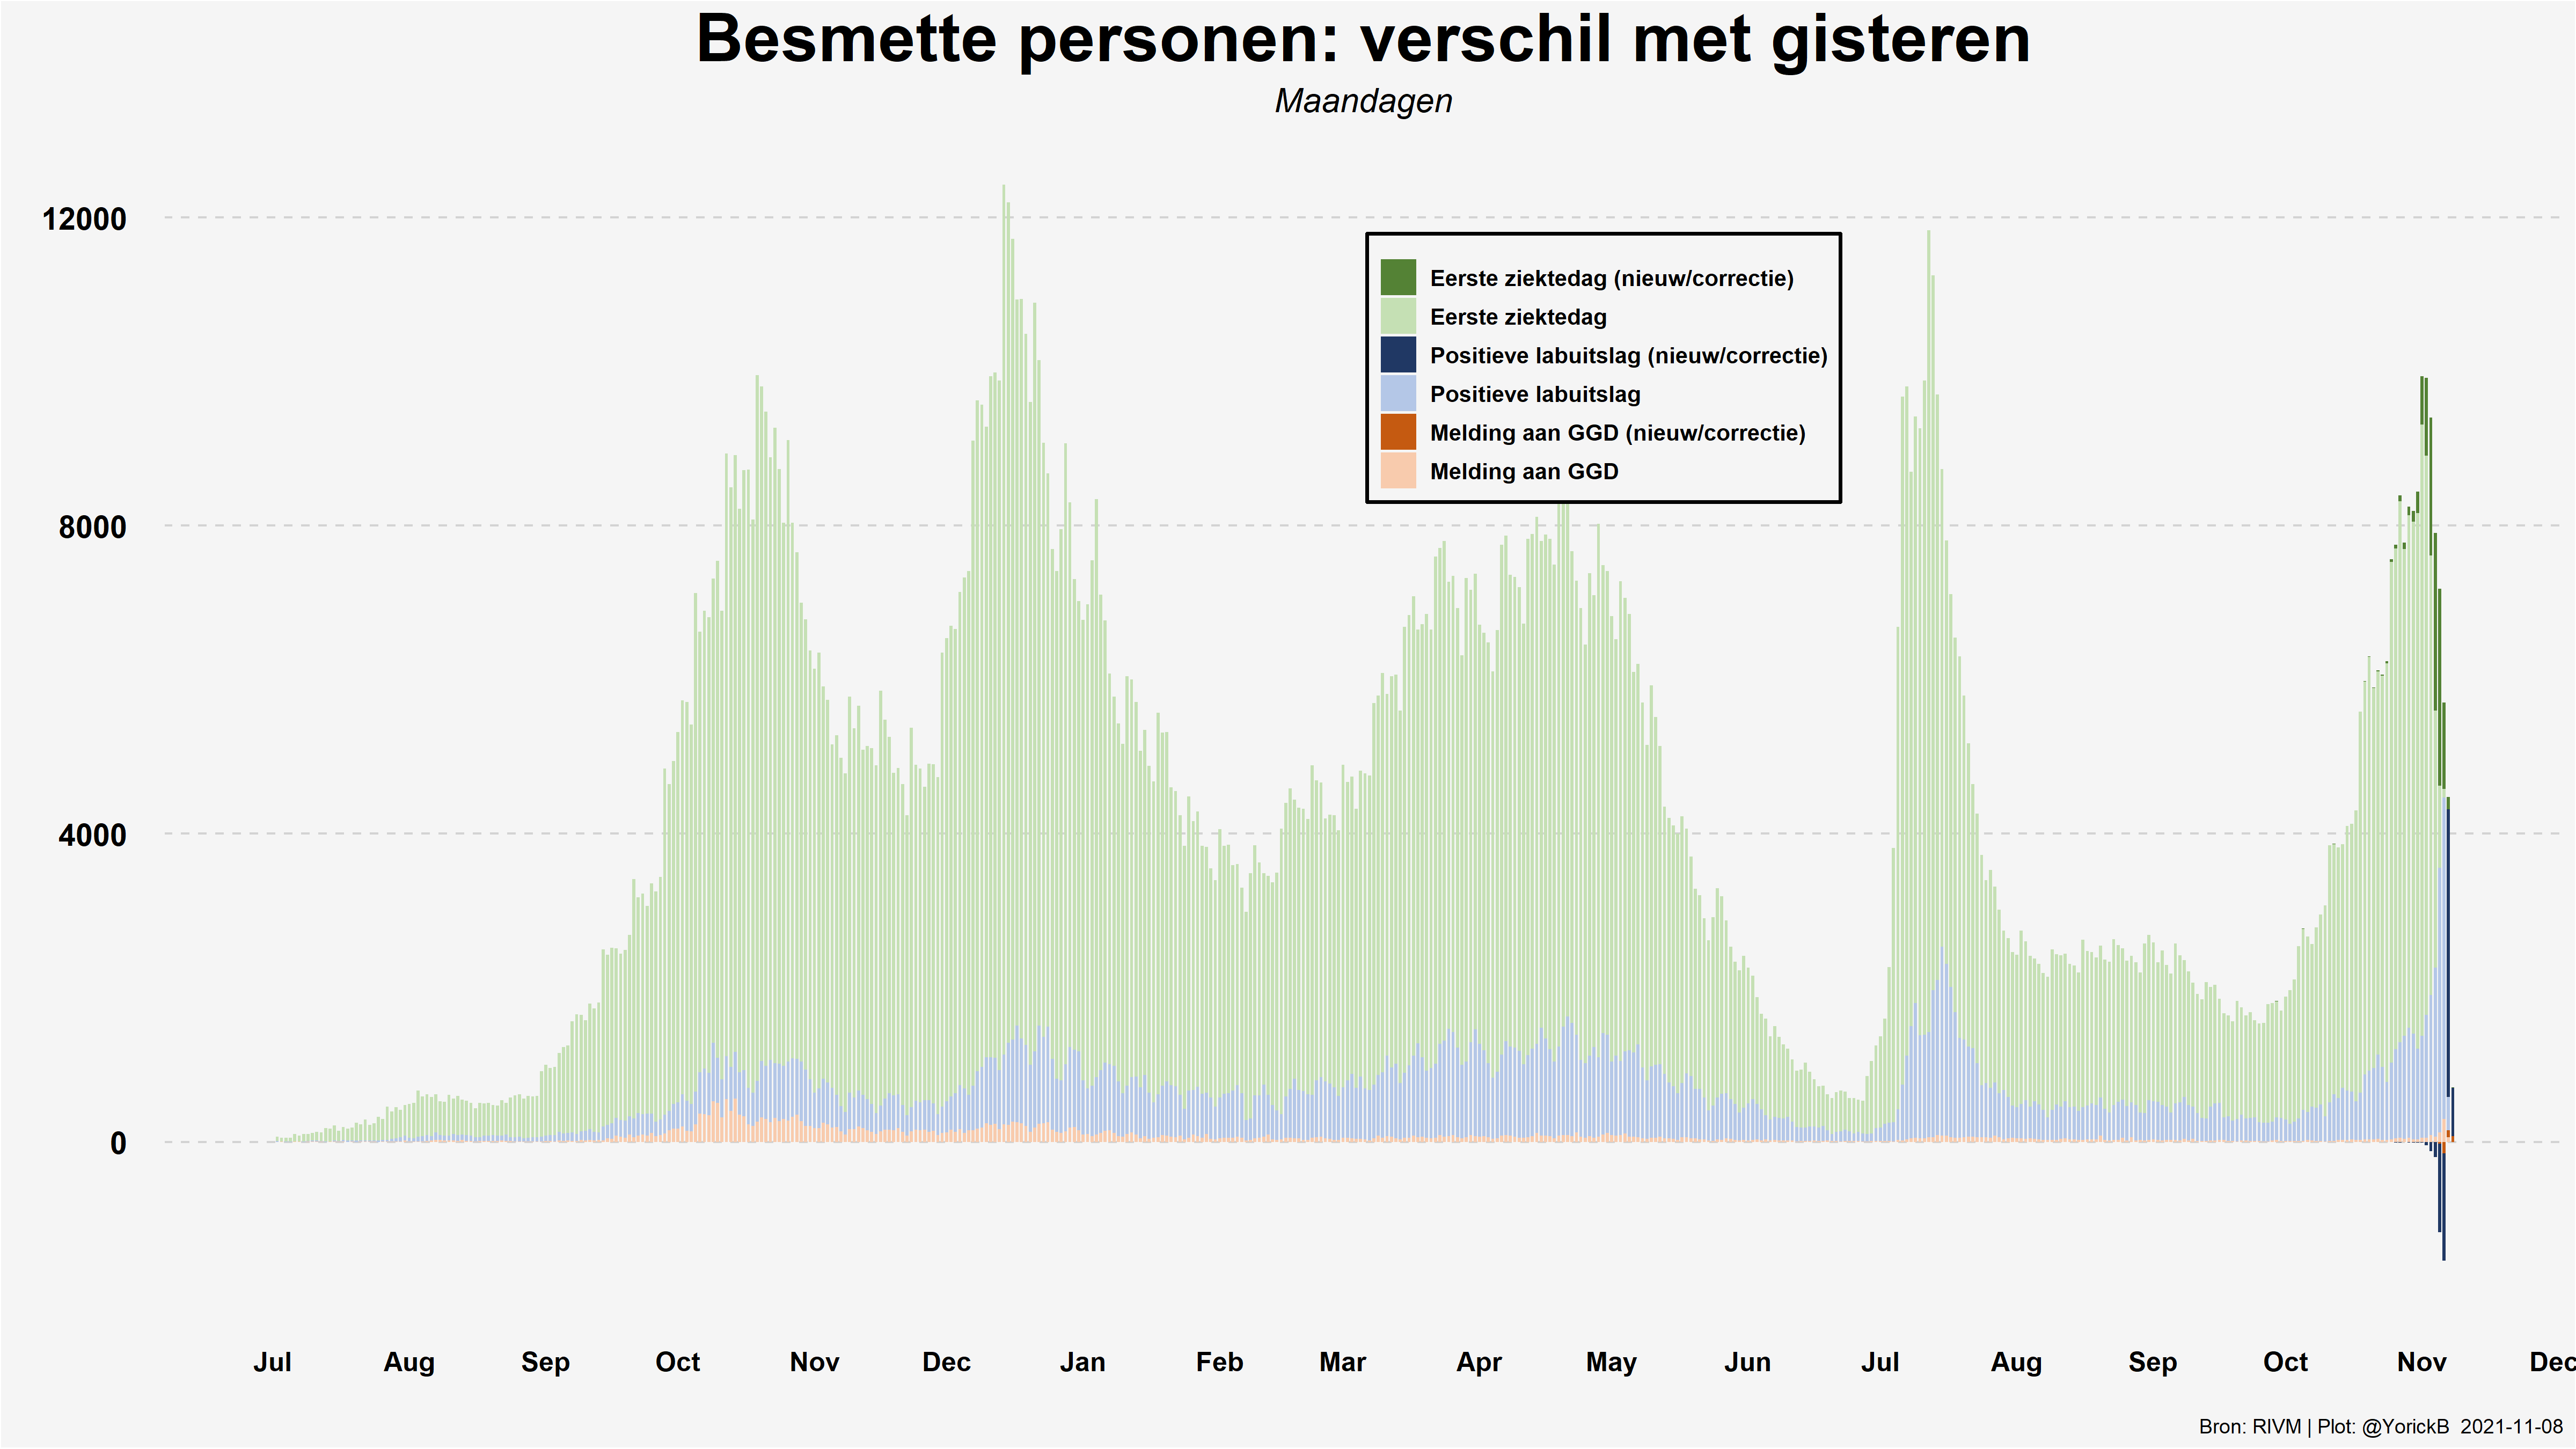 Besmette personen: verschil met gisteren
Maandagen
12000
8000
4000
0
Eerste ziektedag (nieuw/correctie)
Eerste ziektedag
Positieve labuitslag (nieuw/correctie)
Positieve labuitslag
Melding aan GGD (nieuw/correctie)
Melding aan GGD
Jul Aug Sep Oct Nov Dec Jan Feb Mar Apr May Jun Jul Aug Sep Oct Nov Dec
Bron: RIVM | Plot: @YorickB 2021-11-08